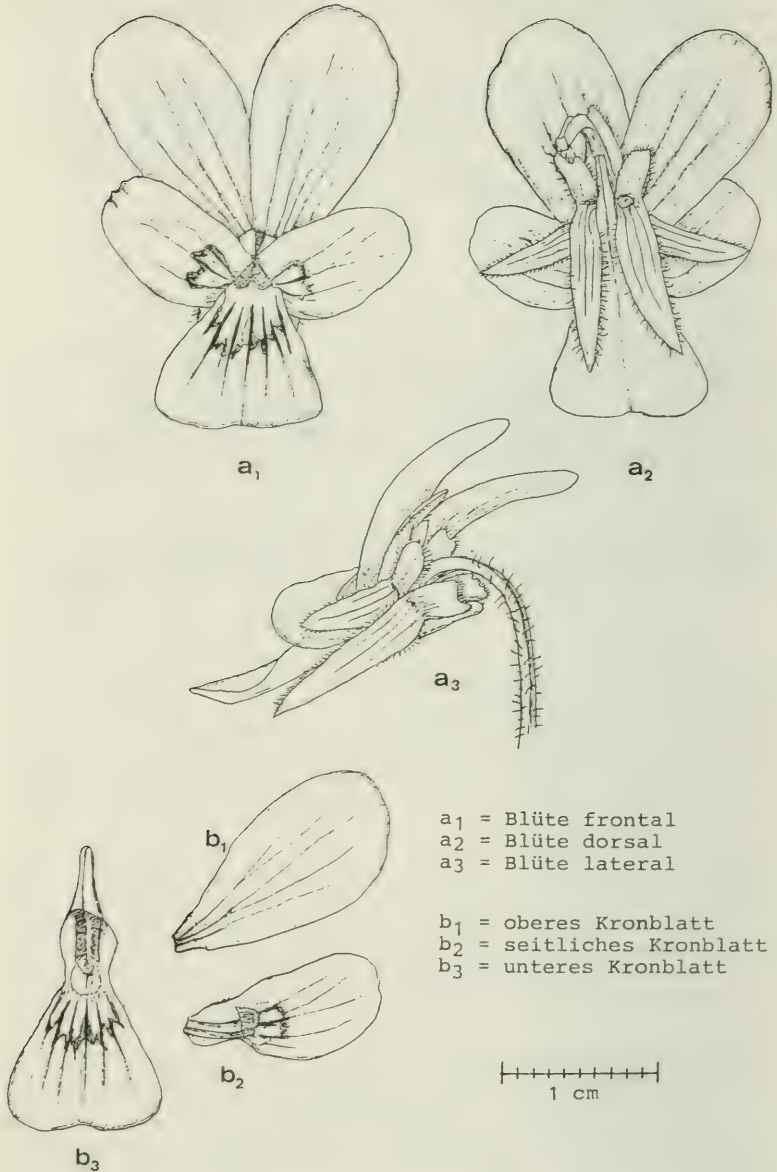 a₁
a₂
a₃
a₁ = Blüte frontal
a₂ = Blüte dorsal
a₃ = Blüte lateral
b₁
b₁ = oberes Kronblatt
b₂ = seitliches Kronblatt
b₃ = unteres Kronblatt
b₂
1 cm
b₃